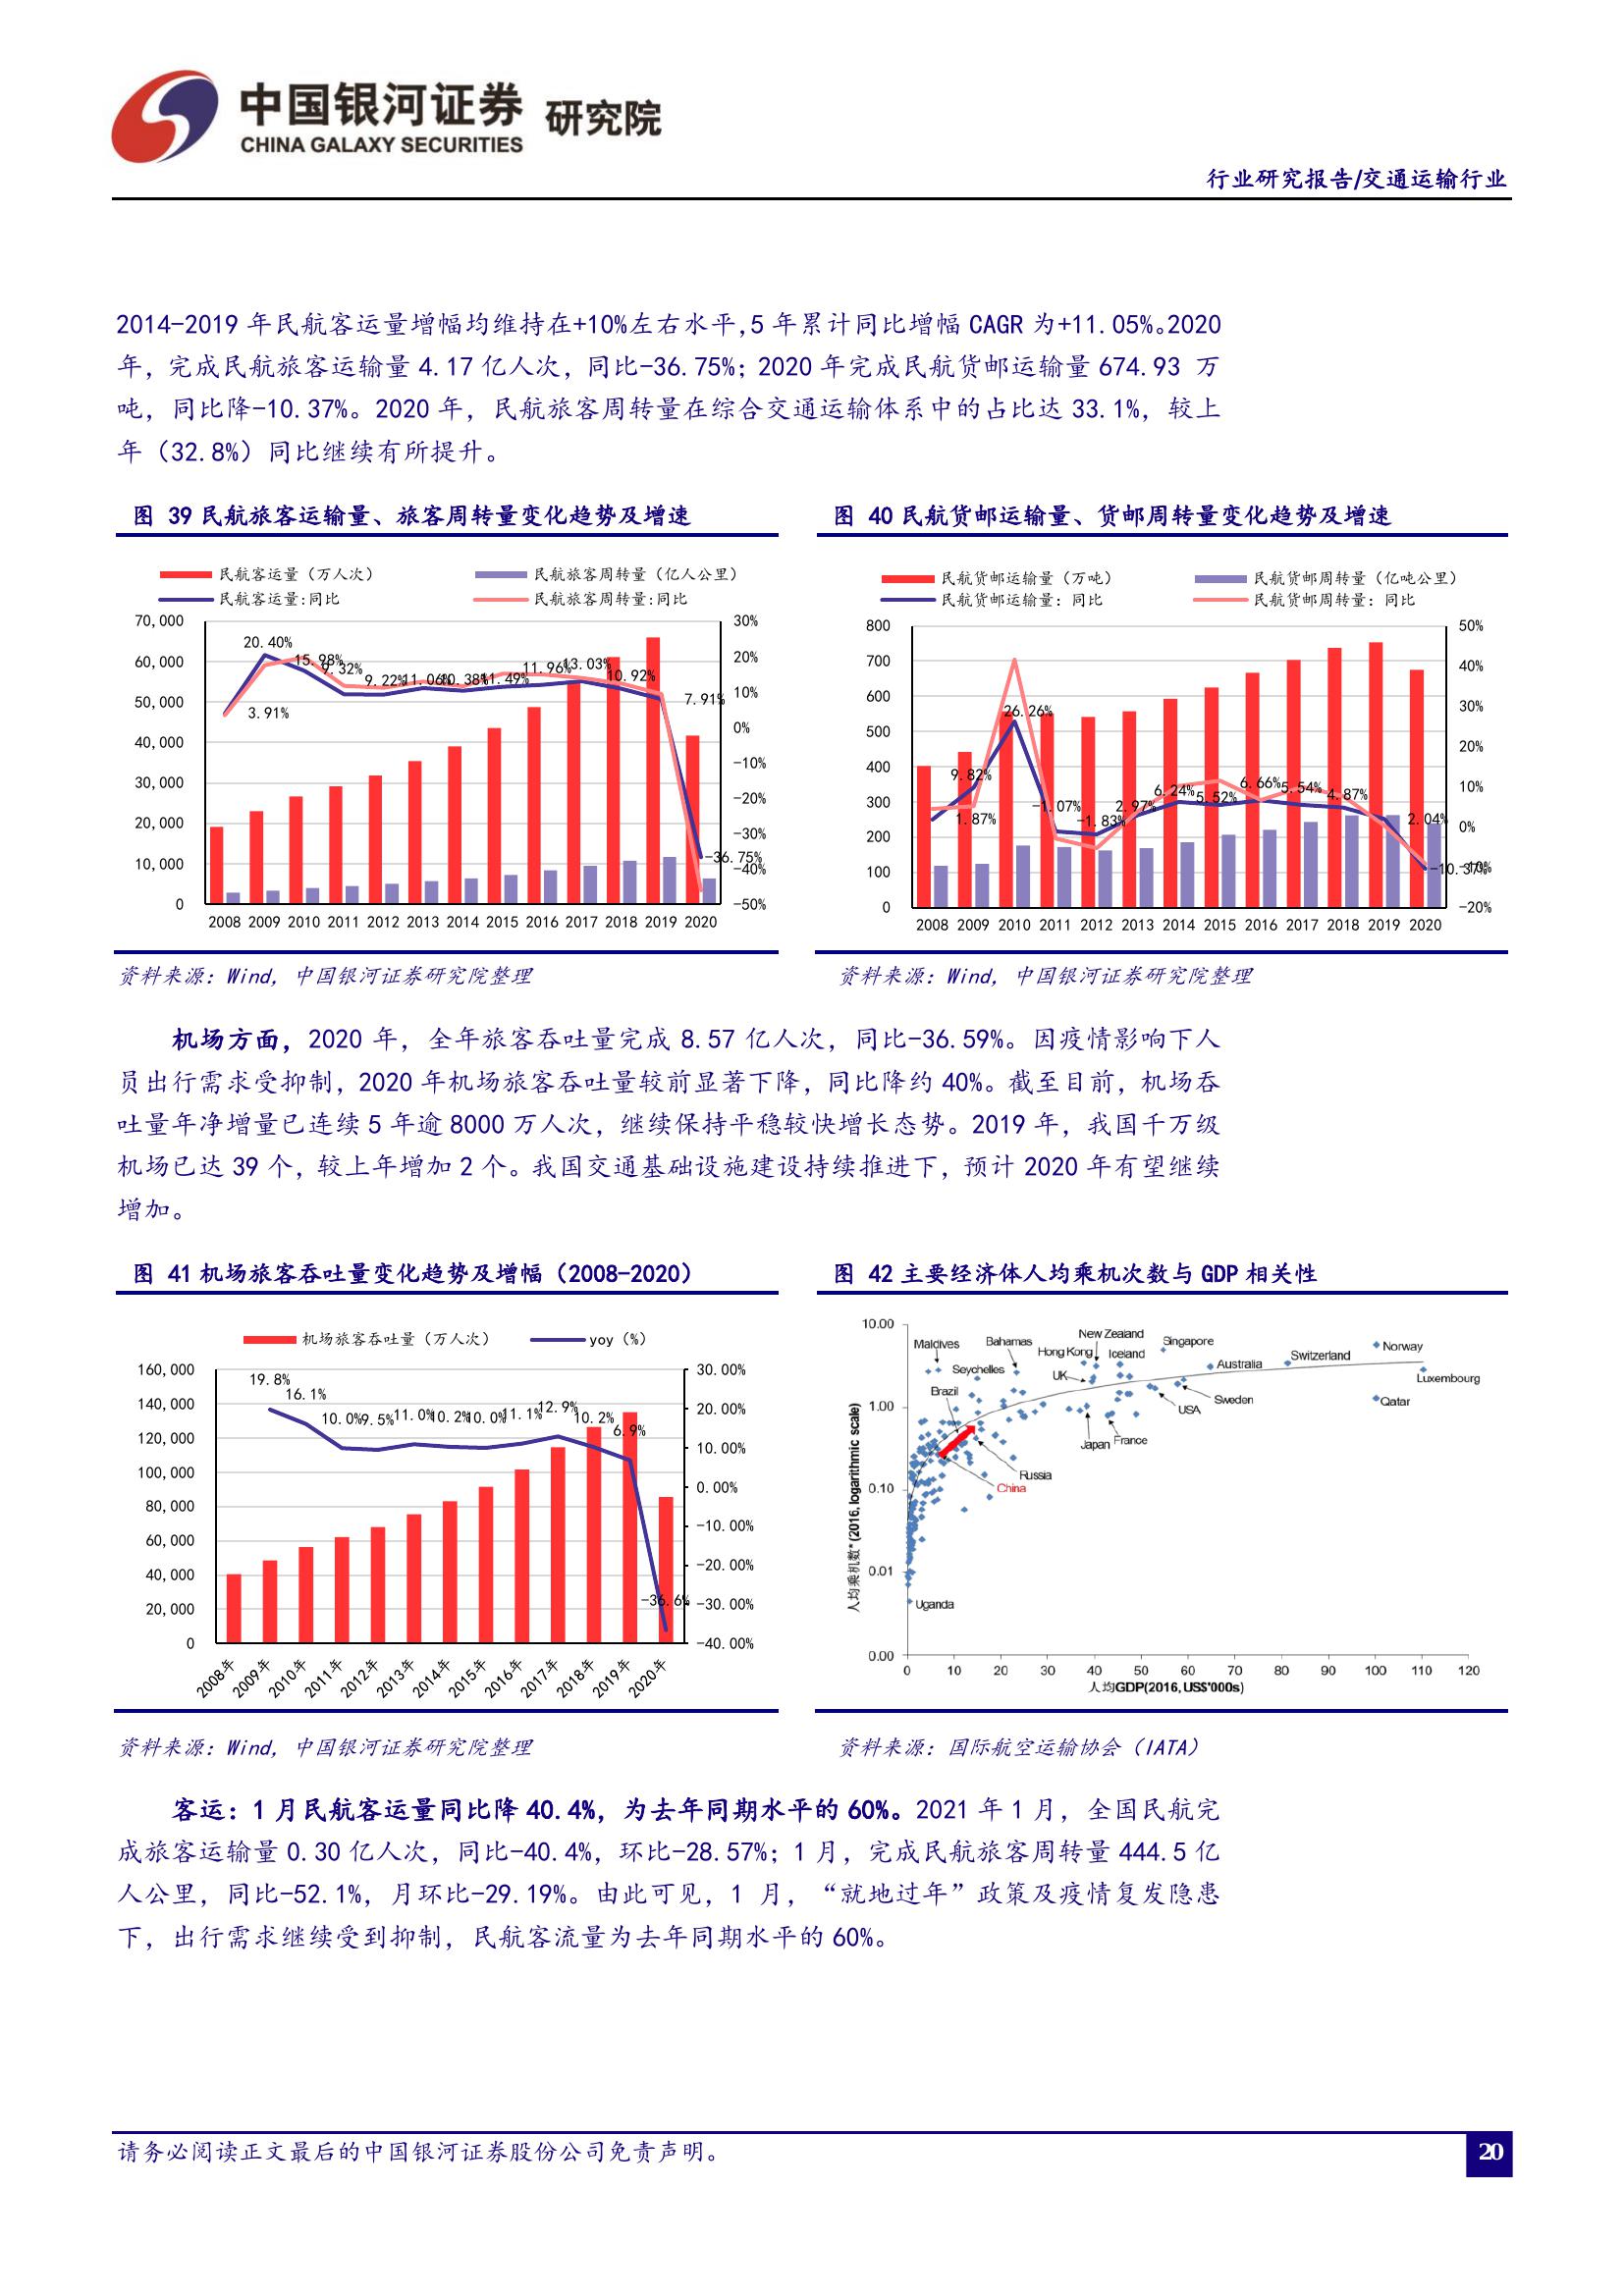 中国银河证券 研究院
CHINA GALAXY SECURITIES
行业研究报告/交通运输行业
2014-2019 年民航客运量增幅均维持在+10%左右水平,5 年累计同比增幅 CAGR 为+11.05%。2020
年，完成民航旅客运输量 4.17 亿人次，同比-36.75%；2020 年完成民航货邮运输量 674.93 万
吨，同比降-10.37%。2020 年，民航旅客周转量在综合交通运输体系中的占比达 33.1%，较上
年（32.8%）同比继续有所提升。
图 39 民航旅客运输量、旅客周转量变化趋势及增速
民航客运量（万人次） 民航旅客周转量（亿人公里）
民航客运量:同比 民航旅客周转量:同比
70,000 60,000 50,000 40,000 30,000 20,000 10,000 0
30% 20% 10% 0% -10% -20% -30% -40% -50%
3.91% 20.40% 15.98% 9.32% 9.22% 11.06% 10.38% 11.49% 11.96% 13.03% 10.92% 7.91% -36.75%
2008 2009 2010 2011 2012 2013 2014 2015 2016 2017 2018 2019 2020
资料来源：Wind，中国银河证券研究院整理
图 40 民航货邮运输量、货邮周转量变化趋势及增速
民航货邮运输量（万吨） 民航货邮周转量（亿吨公里）
民航货邮运输量：同比 民航货邮周转量：同比
800 700 600 500 400 300 200 100 0
50% 40% 30% 20% 10% 0% -10% -20%
1.87% 9.82% 26.26% -1.07% -1.83% 2.97% 6.24% 5.52% 6.66% 5.54% 4.87% 2.04% -10.37%
2008 2009 2010 2011 2012 2013 2014 2015 2016 2017 2018 2019 2020
资料来源：Wind，中国银河证券研究院整理
机场方面，2020 年，全年旅客吞吐量完成 8.57 亿人次，同比-36.59%。因疫情影响下人
员出行需求受抑制，2020 年机场旅客吞吐量较前显著下降，同比降约 40%。截至目前，机场吞
吐量年净增量已连续 5 年逾 8000 万人次，继续保持平稳较快增长态势。2019 年，我国千万级
机场已达 39 个，较上年增加 2 个。我国交通基础设施建设持续推进下，预计 2020 年有望继续
增加。
图 41 机场旅客吞吐量变化趋势及增幅（2008-2020）
机场旅客吞吐量（万人次） yoy（%）
160,000 140,000 120,000 100,000 80,000 60,000 40,000 20,000 0
30.00% 20.00% 10.00% 0.00% -10.00% -20.00% -30.00% -40.00%
19.8% 16.1% 10.0% 9.5% 11.0% 10.2% 10.0% 11.1% 12.9% 10.2% 6.9% -36.6%
2008年 2009年 2010年 2011年 2012年 2013年 2014年 2015年 2016年 2017年 2018年 2019年 2020年
资料来源：Wind，中国银河证券研究院整理
图 42 主要经济体人均乘机次数与 GDP 相关性
人均乘机数* (2016, logarithmic scale)
10.00 1.00 0.10 0.01 0.00
Maldives Bahamas New Zealand Singapore Norway
Hong Kong Iceland Switzerland
Seychelles UK Australia Luxembourg
Brazil USA Sweden Qatar
Japan France
Russia
China
Uganda
0 10 20 30 40 50 60 70 80 90 100 110 120
人均GDP(2016, US$'000s)
资料来源：国际航空运输协会（IATA）
客运：1 月民航客运量同比降 40.4%，为去年同期水平的 60%。2021 年 1 月，全国民航完
成旅客运输量 0.30 亿人次，同比-40.4%，环比-28.57%；1 月，完成民航旅客周转量 444.5 亿
人公里，同比-52.1%，月环比-29.19%。由此可见，1 月，“就地过年”政策及疫情复发隐患
下，出行需求继续受到抑制，民航客流量为去年同期水平的 60%。
请务必阅读正文最后的中国银河证券股份公司免责声明。
20